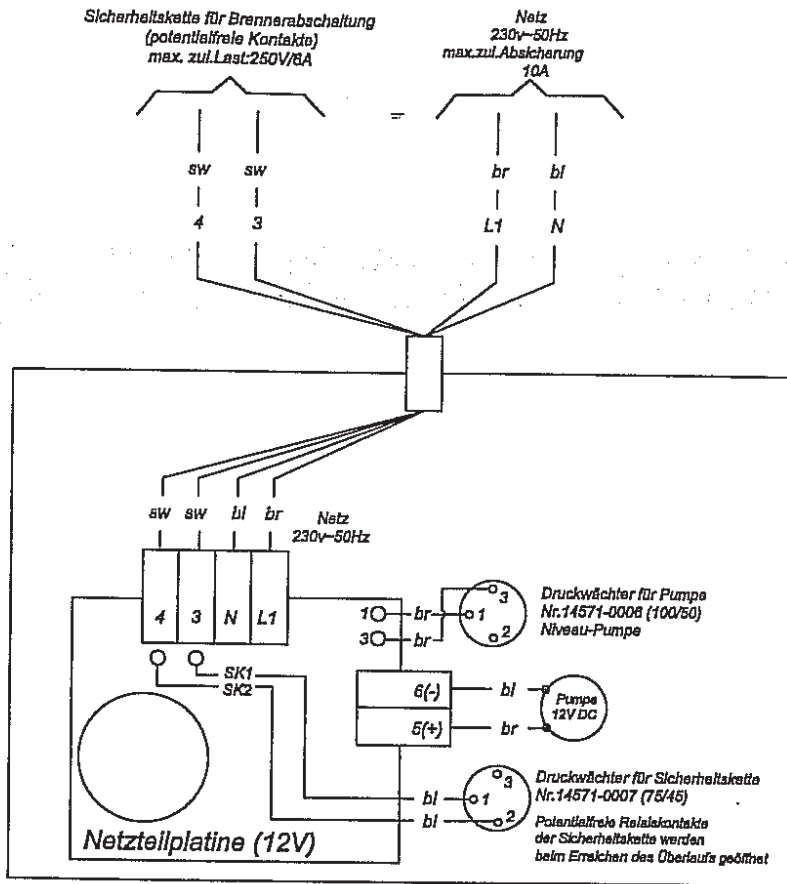 Sicherheitskette für Brennerabschaltung
(potentialfreie Kontakte)
max. zul.Last:250V/6A
Netz
230v~50Hz
max.zul.Absicherung
10A
=
sw
sw
br
bl
4
3
L1
N
sw
sw
bl
br
Netz
230v~50Hz
4
3
N
L1
1
br
1
3
2
3
br
Druckwächter für Pumpe
Nr.14571-0006 (100/50)
Niveau-Pumpe
SK1
SK2
6(-)
bl
5(+)
br
Pumpe
12V DC
bl
1
3
2
bl
Druckwächter für Sicherheitskette
Nr.14571-0007 (75/45)
Potentialfreie Relaiskontakte
der Sicherheitskette werden
beim Erreichen des Überlaufs geöffnet
Netzteilplatine (12V)